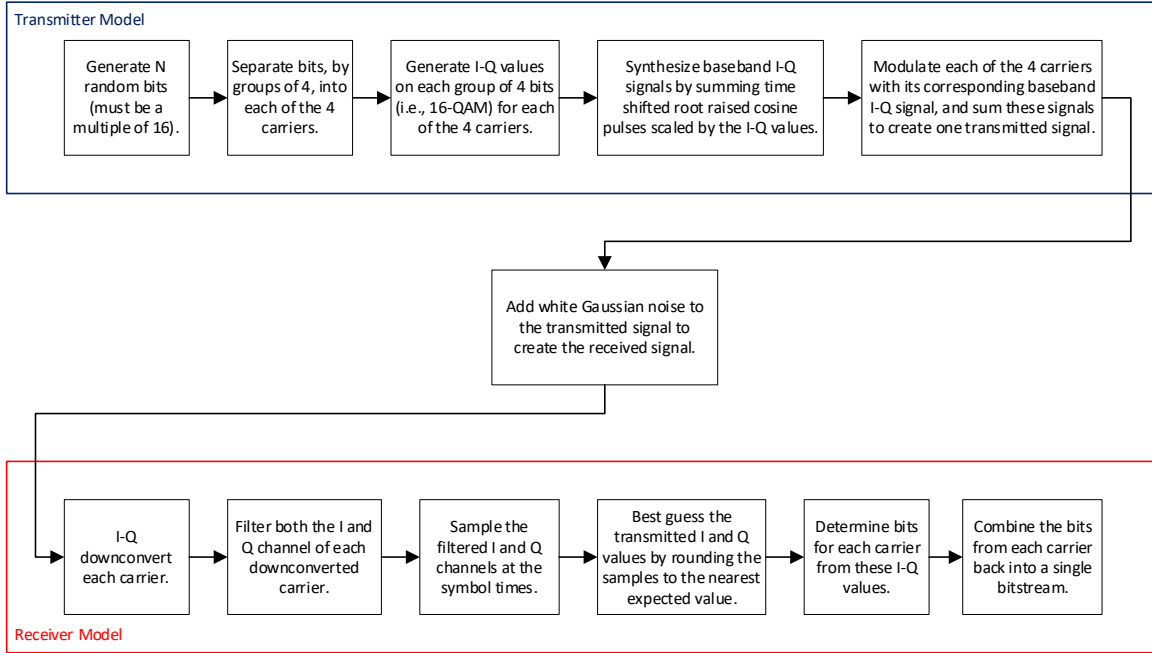 Transmitter Model
Generate N
random bits
(must be a
multiple of 16).
Separate bits, by
groups of 4, into
each of the 4
carriers.
Generate I-Q values
on each group of 4 bits
(i.e., 16-QAM) for each
of the 4 carriers.
Synthesize baseband I-Q
signals by summing time
shifted root raised cosine
pulses scaled by the I-Q values.
Modulate each of the 4 carriers
with its corresponding baseband
I-Q signal, and sum these signals
to create one transmitted signal.
Add white Gaussian noise to
the transmitted signal to
create the received signal.
I-Q
downconvert
each carrier.
Filter both the I and
Q channel of each
downconverted
carrier.
Sample the
filtered I and Q
channels at the
symbol times.
Best guess the
transmitted I and Q
values by rounding the
samples to the nearest
expected value.
Determine bits
for each carrier
from these I-Q
values.
Combine the bits
from each carrier
back into a single
bitstream.
Receiver Model